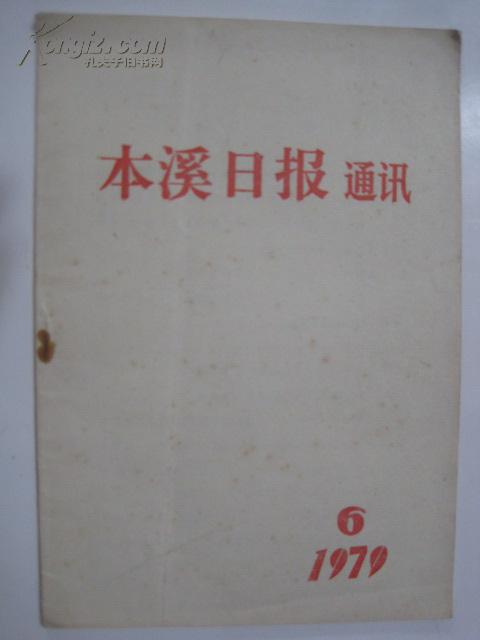 Kongfz.com
孔夫子旧书网
本溪日报 通讯
6
1979